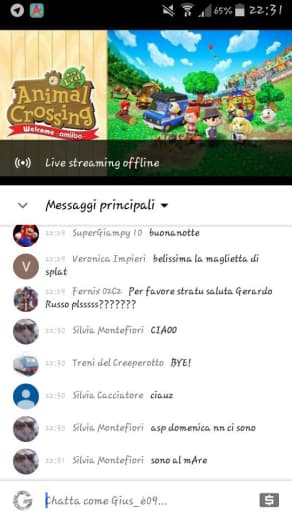 65% 22:31
Animal
Crossing
Welcome amiibo
Live streaming offline
Messaggi principali
22:29 SuperGiampy 10 buonanotte
22:29 Veronica Impieri belissima la maglietta di
splat
22:29 Fernix 02C2 Per favore stratu saluta Gerardo
Russo plsssss???????
22:30 Silvia Montefiori CIAOO
22:30 Treni del Creeperotto BYE!
22:30 Silvia Cacciatore ciauz
22:30 Silvia Montefiori asp domenica nn ci sono
22:31 Silvia Montefiori sono al mAre
Chatta come Gius_è09...